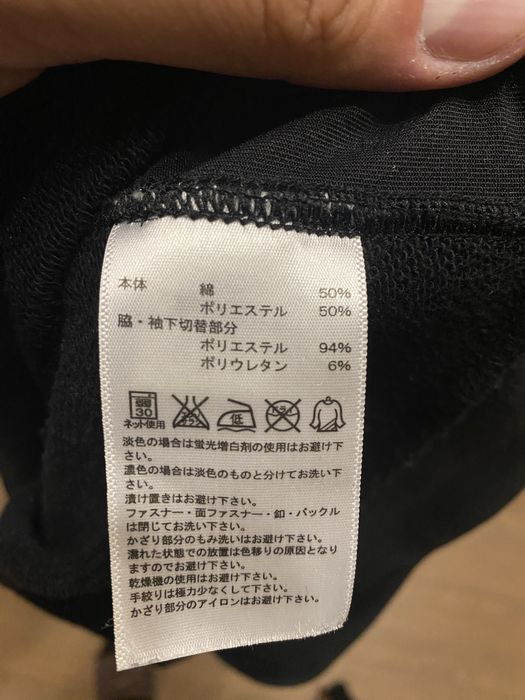 本体 綿 50%
ポリエステル 50%
脇・袖下切替部分
ポリエステル 94%
ポリウレタン 6%
弱 30 低 ドライ
ネット使用
淡色の場合は蛍光増白剤の使用はお避け下
さい。
濃色の場合は淡色のものと分けてお洗い下
さい。
漬け置きはお避け下さい。
ファスナー・面ファスナー・釦・バックル
は閉じてお洗い下さい。
かざり部分のもみ洗いはお避け下さい。
濡れた状態での放置は色移りの原因となり
ますのでお避け下さい。
乾燥機の使用はお避け下さい。
手絞りは極力少なくして下さい。
かざり部分のアイロンはお避け下さい。